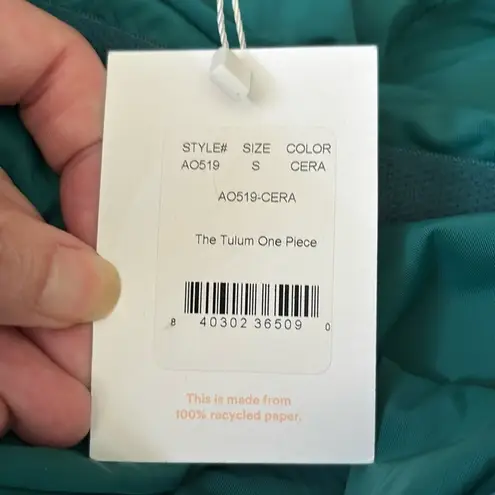 STYLE# SIZE COLOR
AO519 S CERA
AO519-CERA
The Tulum One Piece
8 40302 36509 0
This is made from
100% recycled paper.